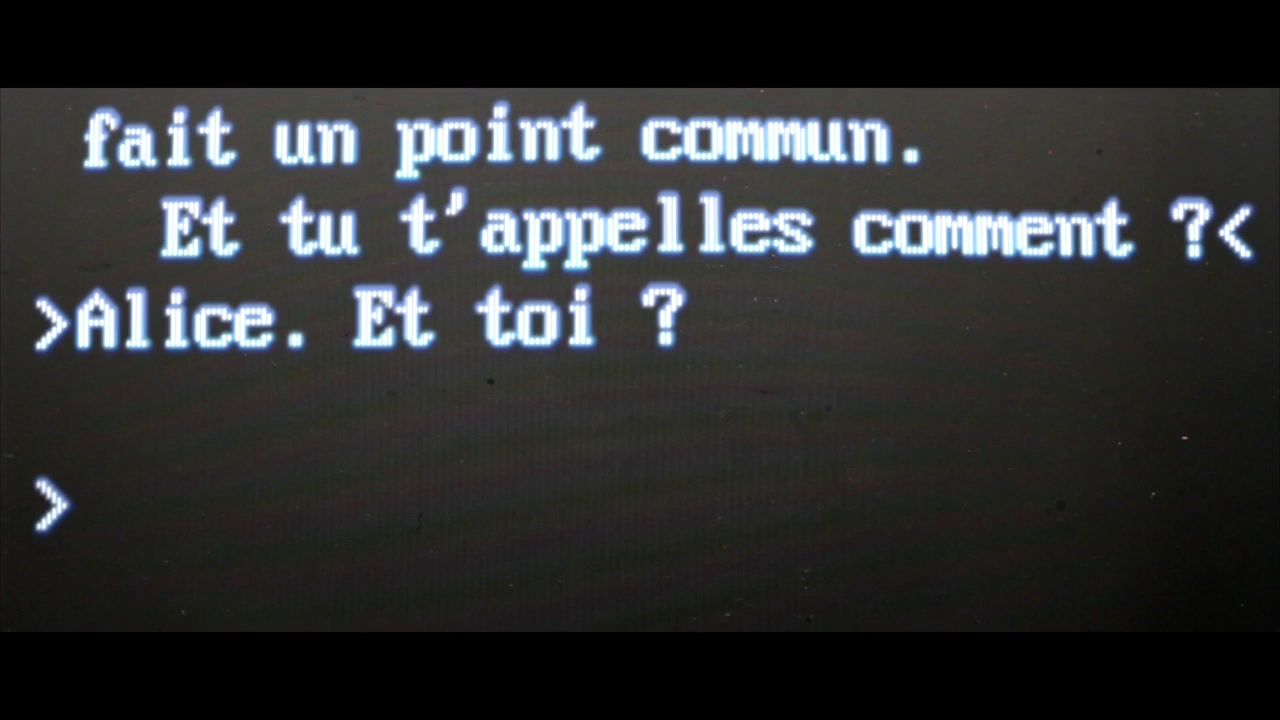 fait un point commun.
Et tu t'appelles comment ?<
>Alice. Et toi ?
>